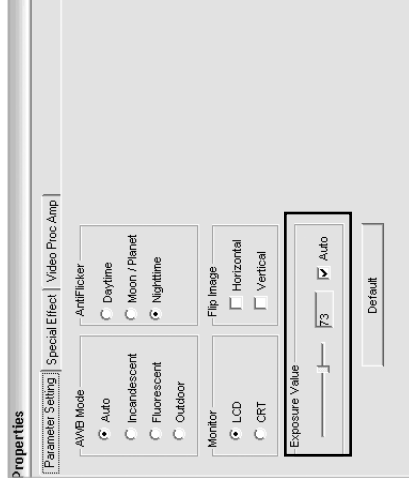 Properties
Parameter Setting Special Effect Video Proc Amp
AWB Mode
Auto
Incandescent
Fluorescent
Outdoor
AntiFlicker
Daytime
Moon / Planet
Nighttime
Monitor
LCD
CRT
Flip Image
Horizontal
Vertical
Exposure Value
73 Auto
Default